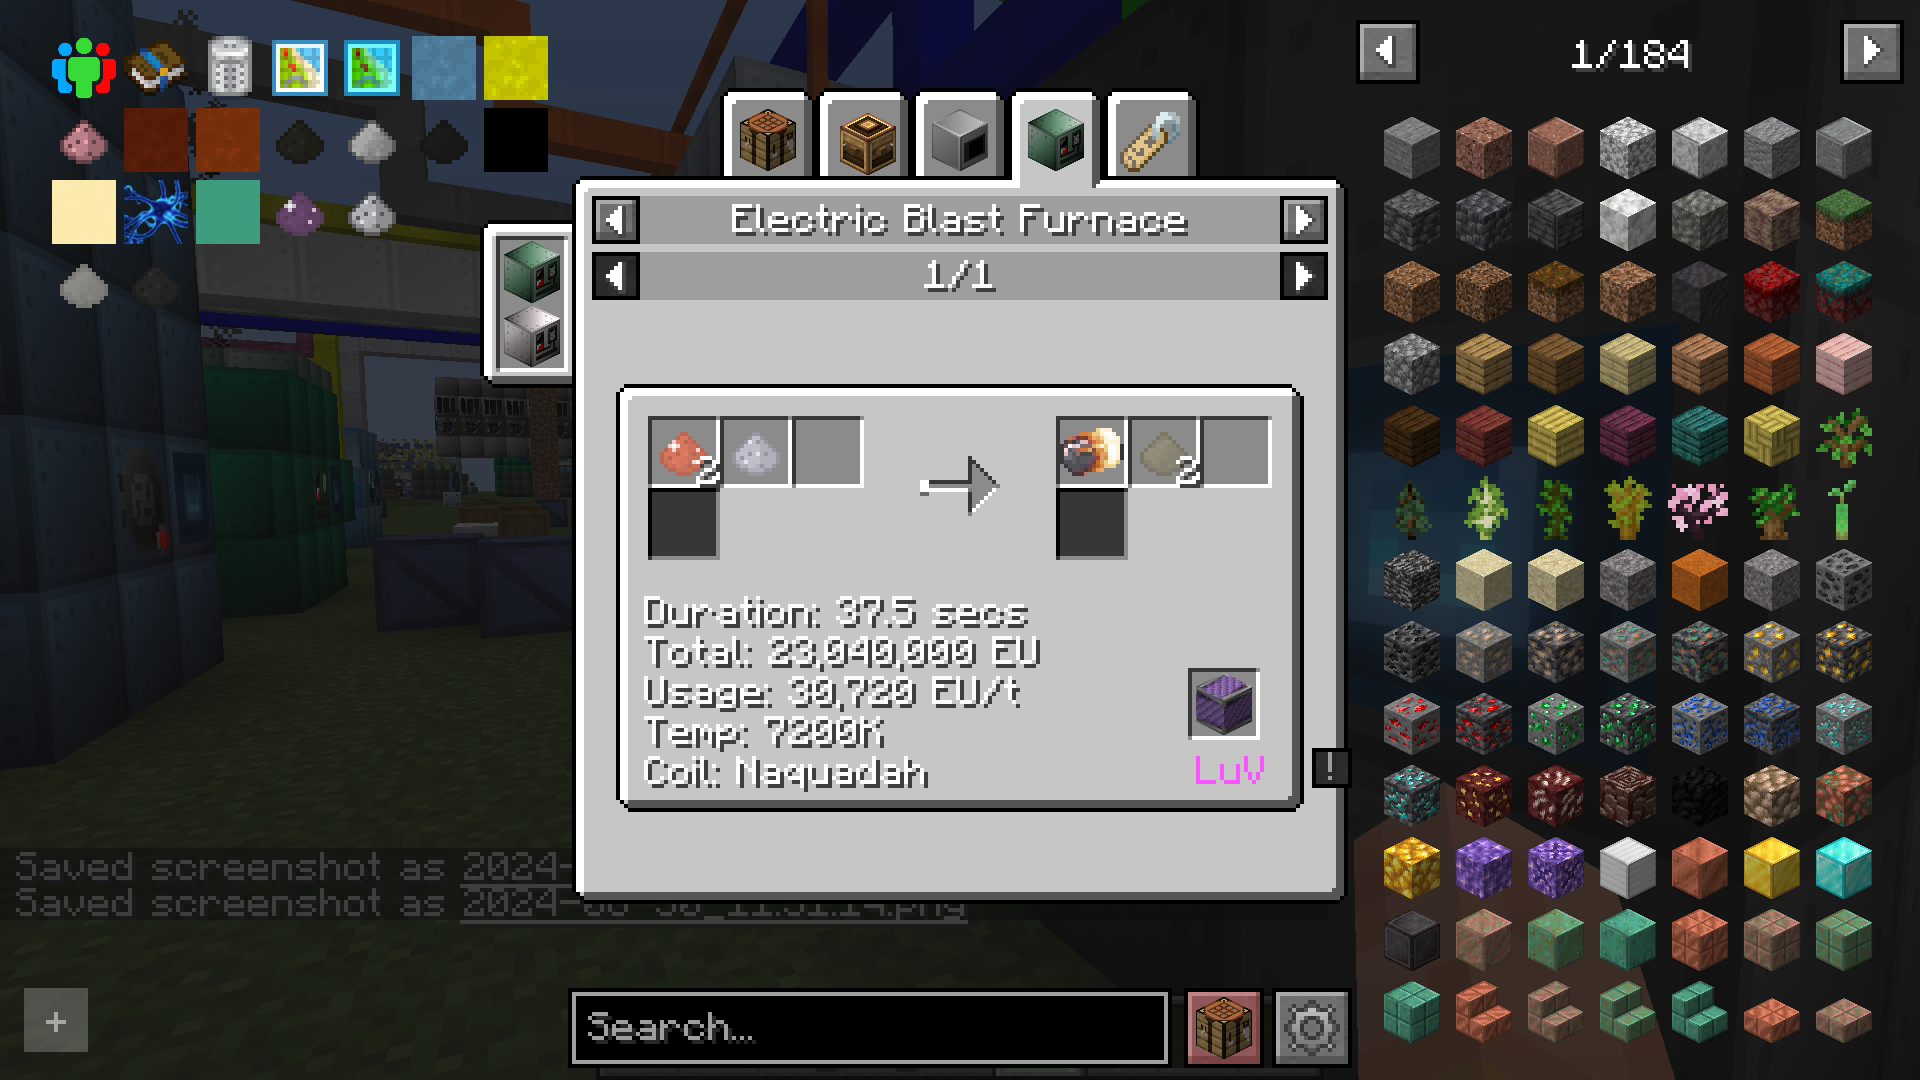 1/184
Electric Blast Furnace
1/1
2
2
Duration: 37.5 secs
Total: 23,040,000 EU
Usage: 30,720 EU/t
Temp: 7200K
Coil: Naquadah
LuV
!
Saved screenshot as 2024-
Saved screenshot as
+
Search...